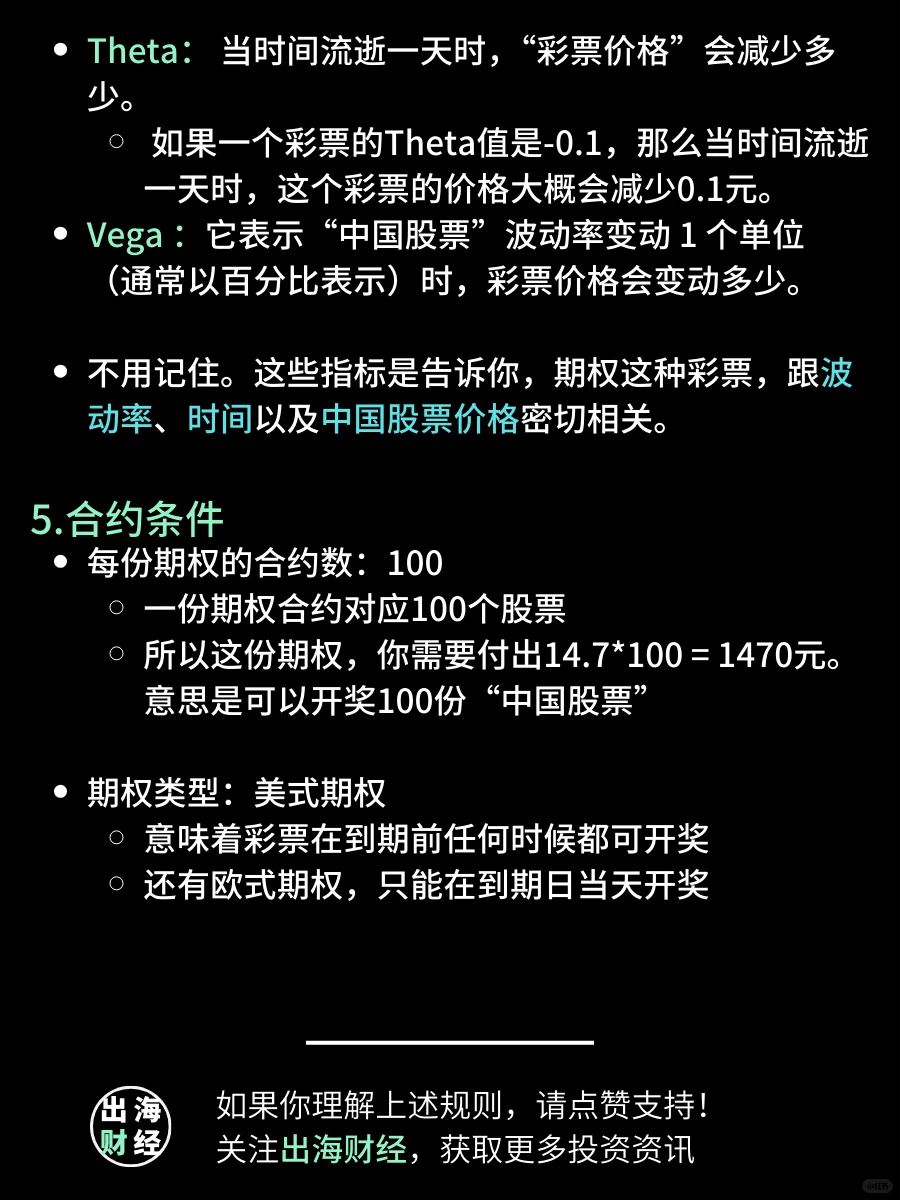 Theta： 当时间流逝一天时，“彩票价格”会减少多
少。
如果一个彩票的Theta值是-0.1，那么当时间流逝
一天时，这个彩票的价格大概会减少0.1元。
Vega ：它表示“中国股票”波动率变动 1 个单位
（通常以百分比表示）时，彩票价格会变动多少。
不用记住。这些指标是告诉你，期权这种彩票，跟波
动率、时间以及中国股票价格密切相关。
5.合约条件
每份期权的合约数：100
一份期权合约对应100个股票
所以这份期权，你需要付出14.7*100 = 1470元。
意思是可以开奖100份“中国股票”
期权类型：美式期权
意味着彩票在到期前任何时候都可开奖
还有欧式期权，只能在到期日当天开奖
出海
财经
如果你理解上述规则，请点赞支持！
关注出海财经，获取更多投资资讯
小红书